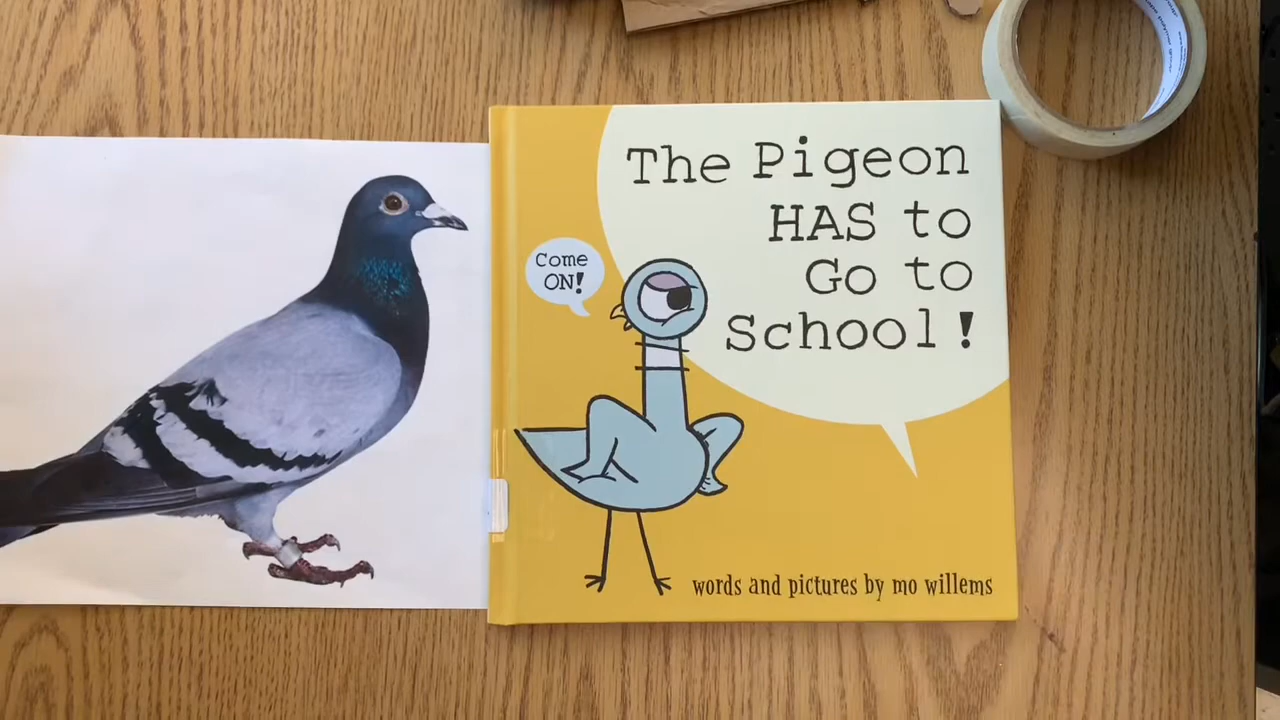 The Pigeon
HAS to
Go to
School!
Come
ON!
words and pictures by mo willems